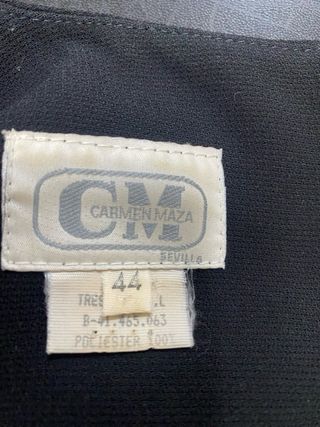 CM
CARMEN MAZA
SEVILLA
44
TRES
B-41.465.063
POLIESTER 100%